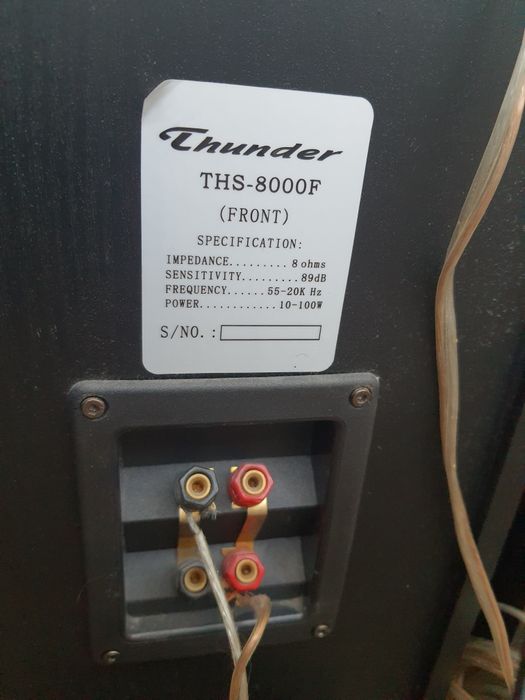 Thunder
THS-8000F
(FRONT)
SPECIFICATION:
IMPEDANCE.........8 ohms
SENSITIVITY.........89dB
FREQUENCY......55-20K Hz
POWER............10-100W
S/NO.: